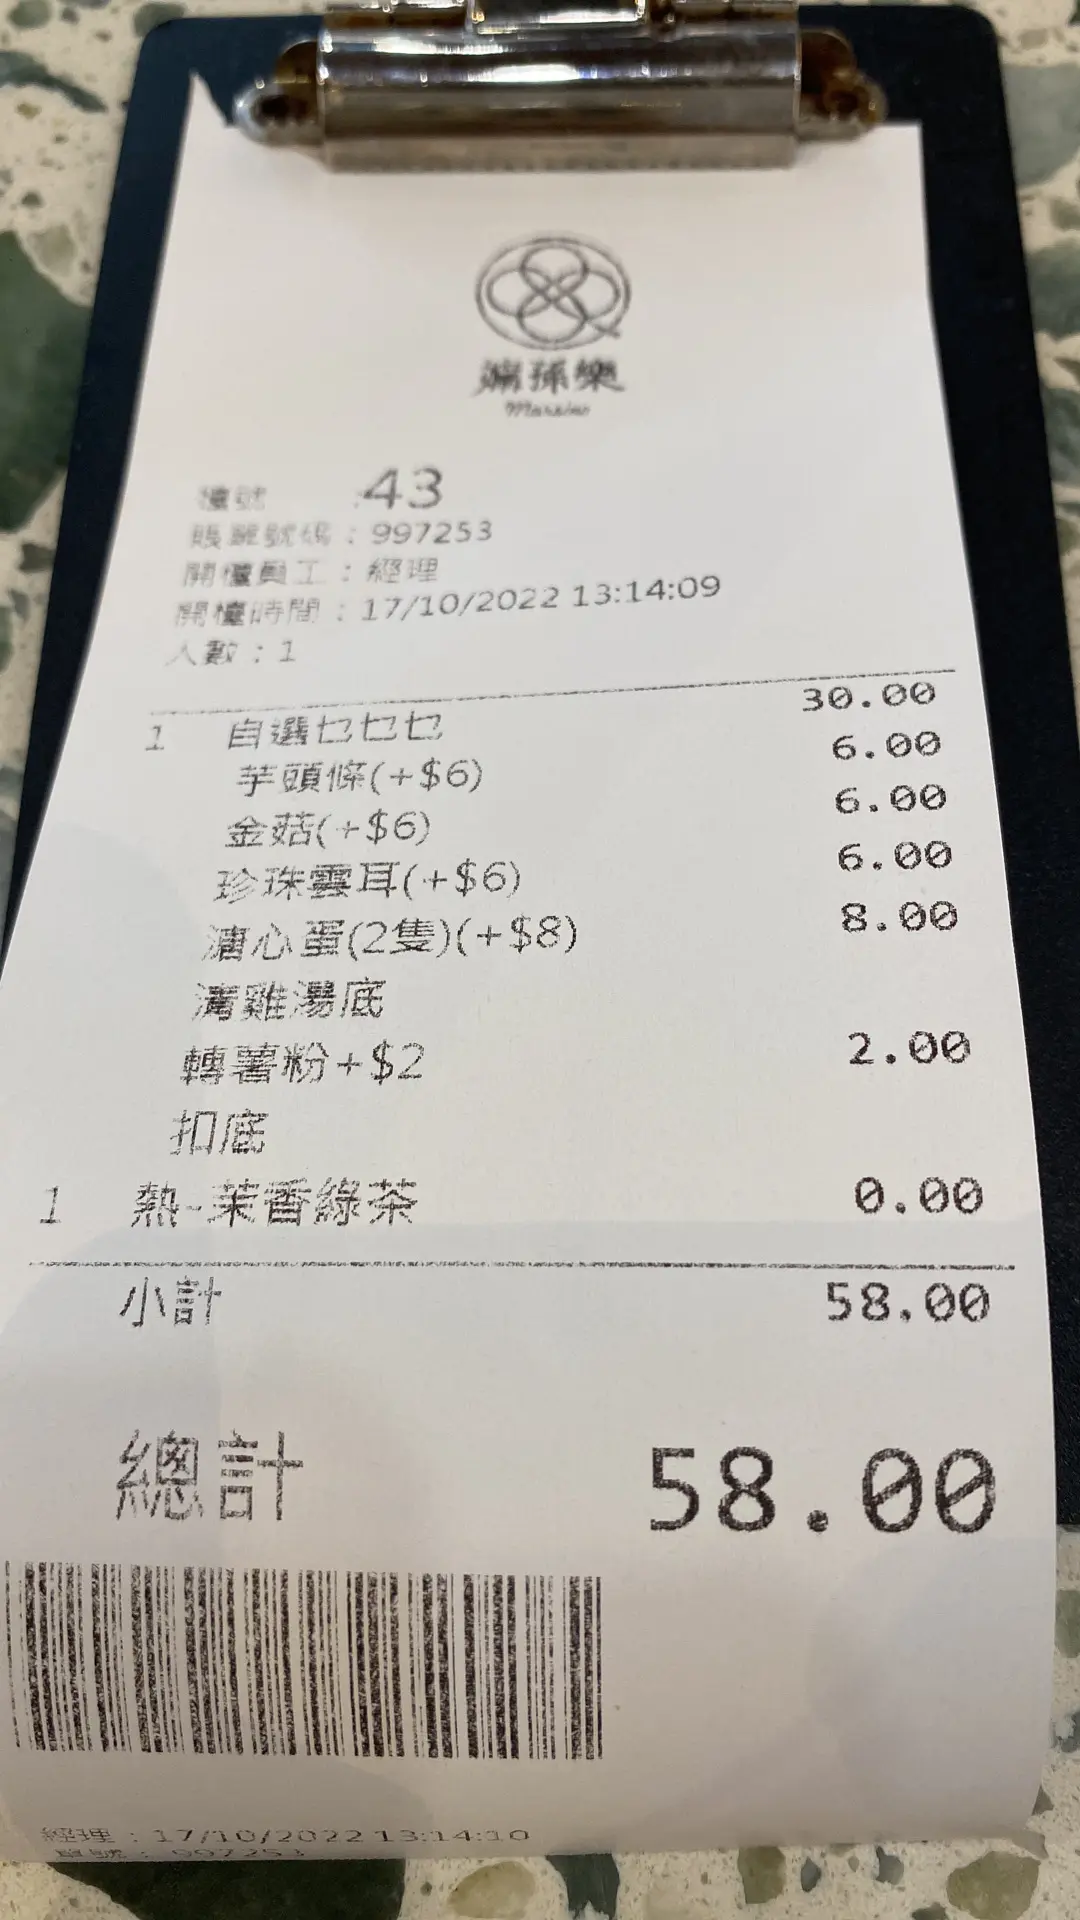 孫樂
檯號 :43
賬單號碼 : 997253
開檯員工 : 經理
開檯時間 : 17/10/2022 13:14:09
人數 : 1
1 自選乜乜乜 30.00
芋頭條(+$6) 6.00
金菇(+$6) 6.00
珍珠雲耳(+$6) 6.00
溏心蛋(2隻)(+$8) 8.00
清雞湯底
轉薯粉+$2 2.00
扣底
1 熱-茉香綠茶 0.00
小計 58.00
總計 58.00
經理 : 17/10/2022 13:14:10
單號 : 997253